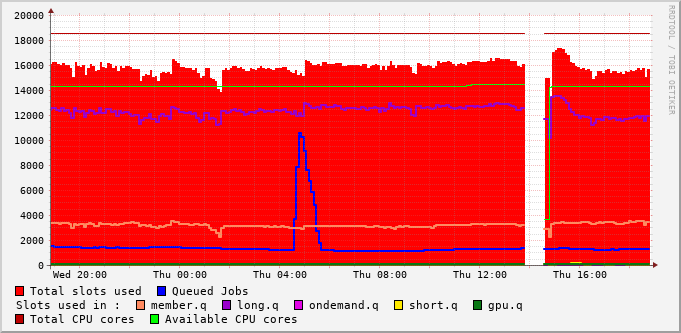 20000
18000
16000
14000
12000
10000
8000
6000
4000
2000
0
Wed 20:00 Thu 00:00 Thu 04:00 Thu 08:00 Thu 12:00 Thu 16:00
RRDTOOL / TOBI OETIKER
Total slots used Queued Jobs
Slots used in : member.q long.q ondemand.q short.q gpu.q
Total CPU cores Available CPU cores